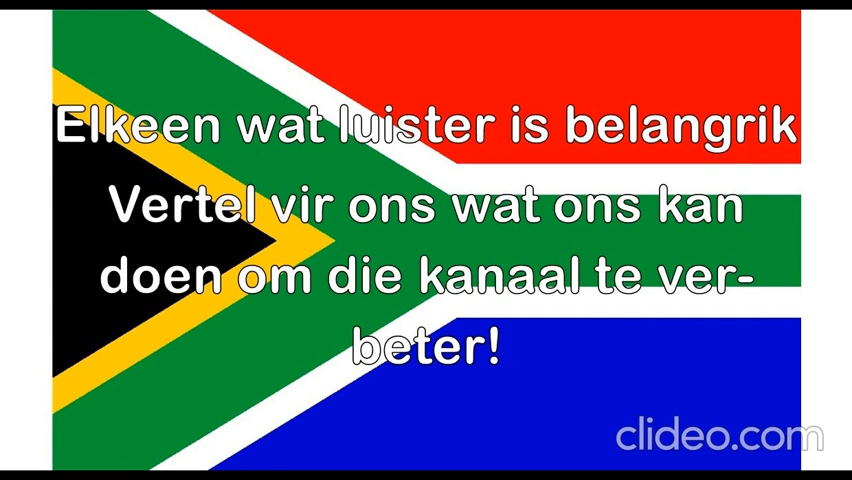 Elkeen wat luister is belangrik
Vertel vir ons wat ons kan
doen om die kanaal te ver-
beter!
clideo.com